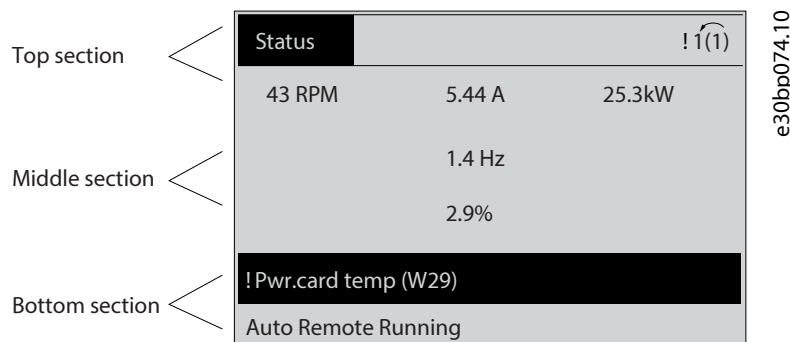 Status !1(1)
Top section
43 RPM 5.44 A 25.3kW
1.4 Hz
Middle section
2.9%
!Pwr.card temp (W29)
Bottom section
Auto Remote Running
e30bp074.10